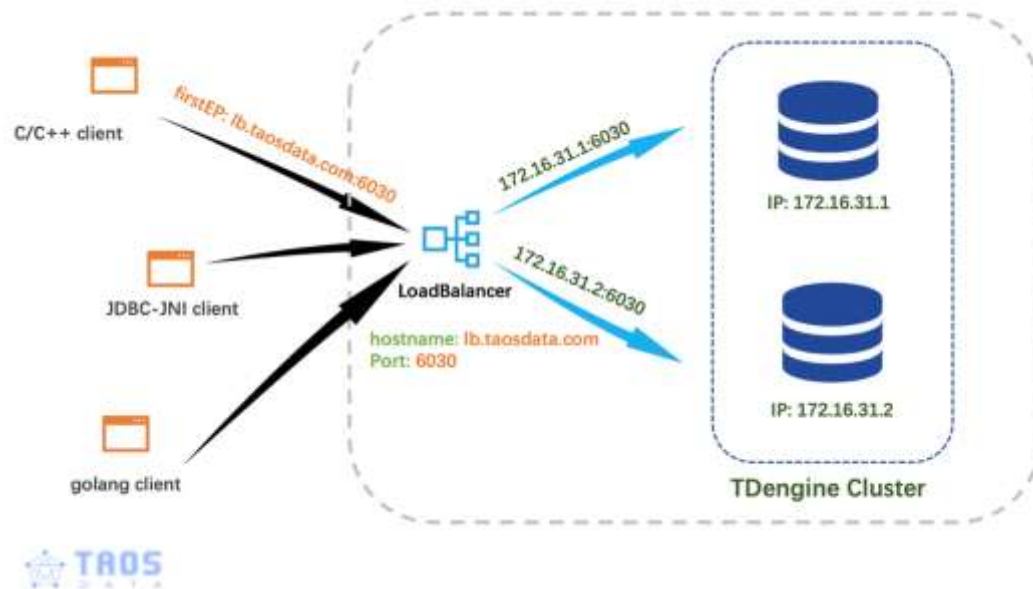 C/C++ client
firstEP: lb.taosdata.com:6030
JDBC-JNI client
golang client
LoadBalancer
hostname: lb.taosdata.com
Port: 6030
172.16.31.1:6030
172.16.31.2:6030
IP: 172.16.31.1
IP: 172.16.31.2
TDengine Cluster
TAOS
DATA